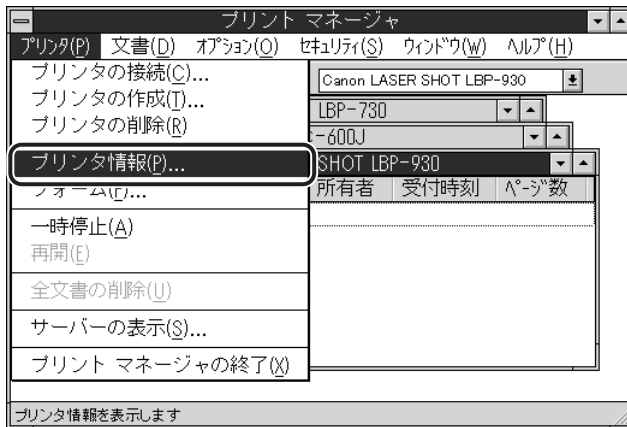 プリント マネージャ
プリンタ(P) 文書(D) オプション(O) セキュリティ(S) ウィンドウ(W) ヘルプ(H)
プリンタの接続(C)...
プリンタの作成(T)...
プリンタの削除(R)
プリンタ情報(P)...
フォーム(F)...
一時停止(A)
再開(E)
全文書の削除(U)
サーバーの表示(S)...
プリント マネージャの終了(X)
Canon LASER SHOT LBP-930
LBP-730
-600J
SHOT LBP-930
所有者 受付時刻 ページ数
プリンタ情報を表示します